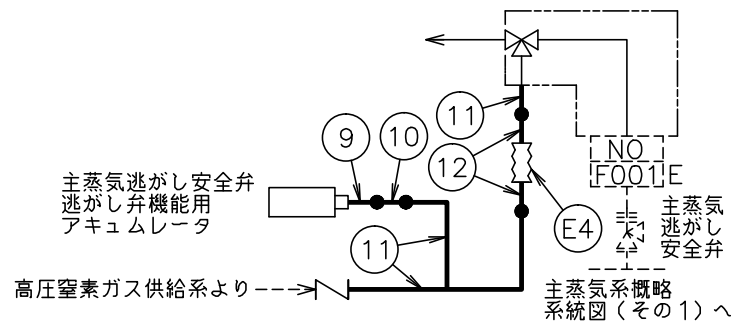 11
9
10
12
NO
F001E
主蒸気逃がし安全弁
逃がし弁機能用
アキュムレータ
主蒸気
逃がし
安全弁
E4
11
高圧窒素ガス供給系より
主蒸気系概略
系統図(その1)へ